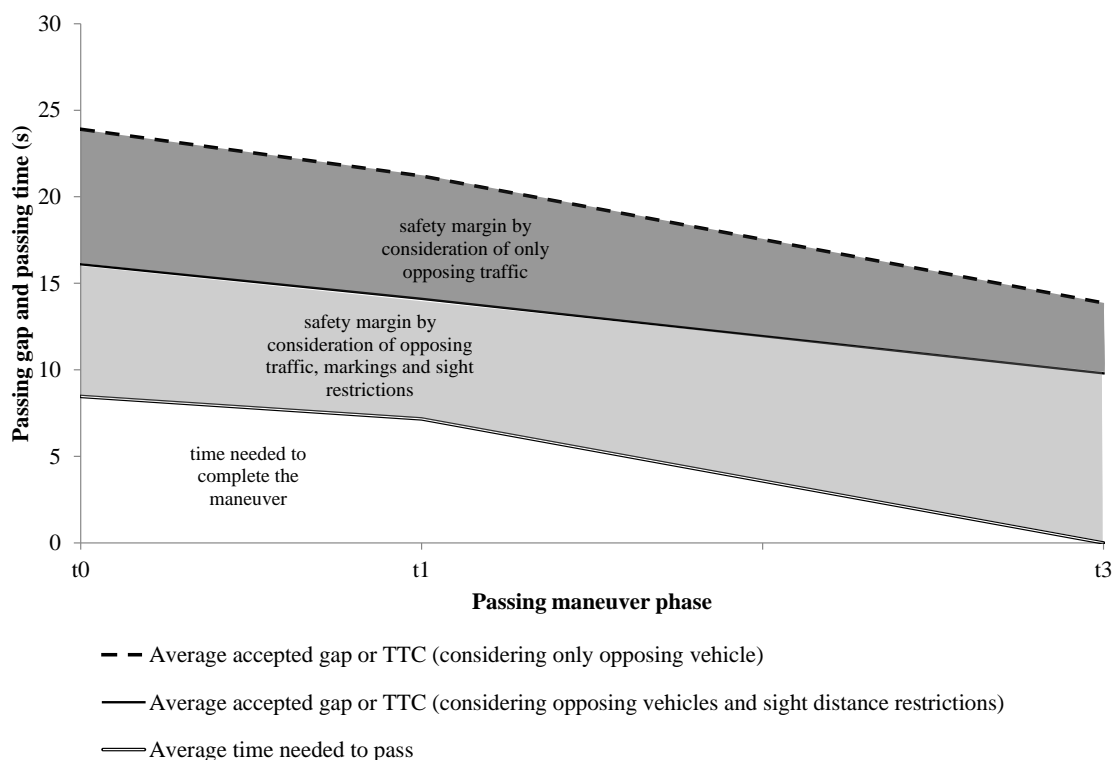 30
25
20
15
10
5
0
Passing gap and passing time (s)
safety margin by
consideration of only
opposing traffic
safety margin by
consideration of opposing
traffic, markings and sight
restrictions
time needed to
complete the
maneuver
t0 t1 t3
Passing maneuver phase
Average accepted gap or TTC (considering only opposing vehicle)
Average accepted gap or TTC (considering opposing vehicles and sight distance restrictions)
Average time needed to pass